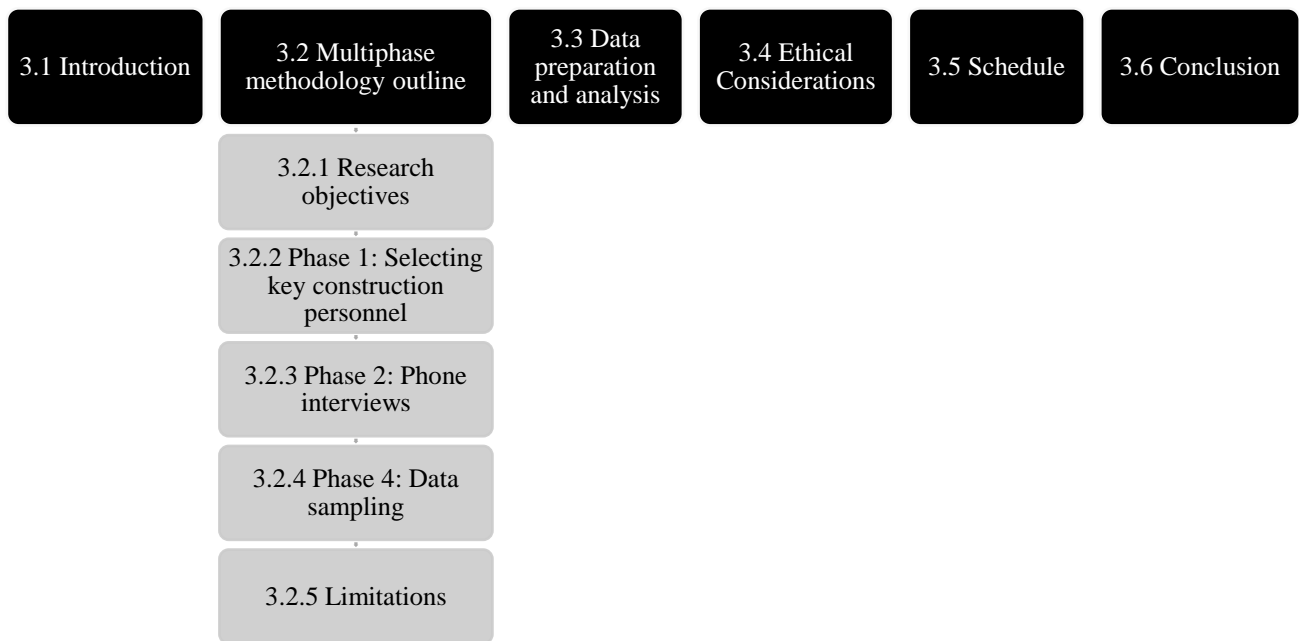 3.1 Introduction
3.2 Multiphase
methodology outline
3.3 Data
preparation
and analysis
3.4 Ethical
Considerations
3.5 Schedule
3.6 Conclusion
3.2.1 Research
objectives
3.2.2 Phase 1: Selecting
key construction
personnel
3.2.3 Phase 2: Phone
interviews
3.2.4 Phase 4: Data
sampling
3.2.5 Limitations